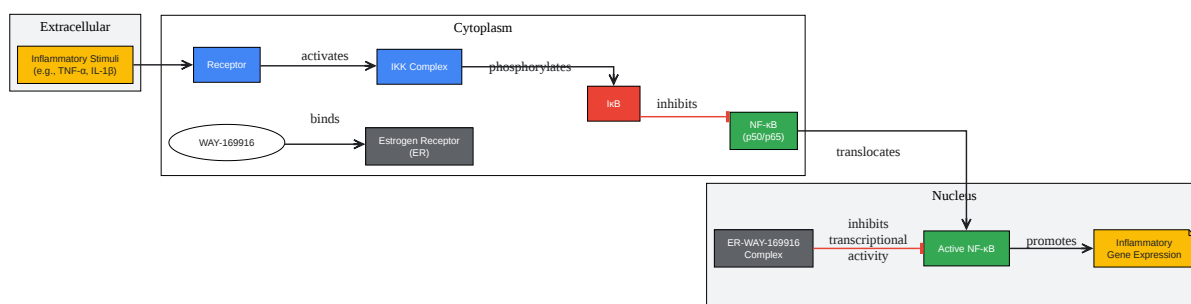 Extracellular
Inflammatory Stimuli
(e.g., TNF-α, IL-1β)
Cytoplasm
Receptor
activates
IKK Complex
phosphorylates
IκB
inhibits
NF-κB
(p50/p65)
WAY-169916
binds
Estrogen Receptor
(ER)
translocates
Nucleus
ER-WAY-169916
Complex
inhibits
transcriptional
activity
Active NF-κB
promotes
Inflammatory
Gene Expression